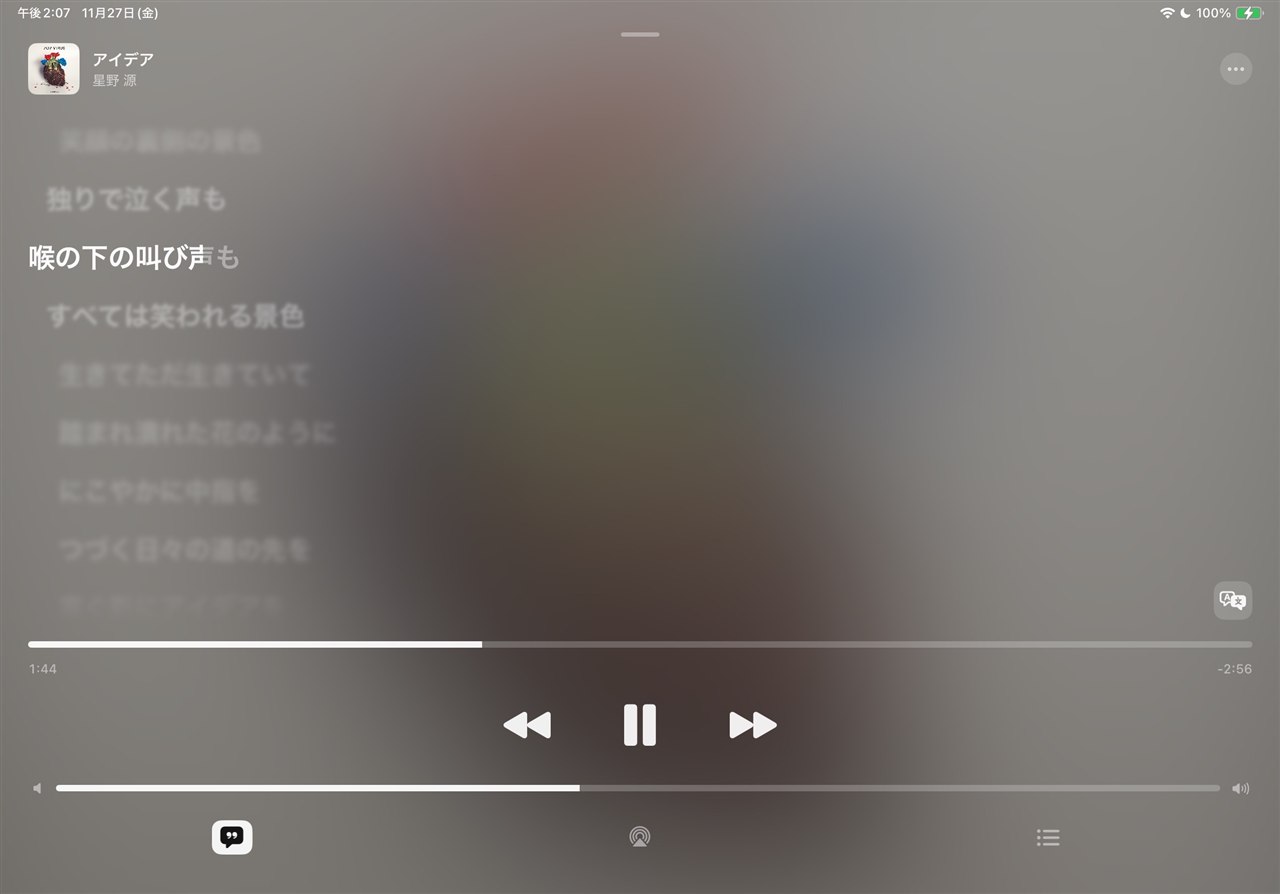 午後2:07 11月27日(金)
100%
アイデア
星野 源
笑顔の裏側の景色
独りで泣く声も
喉の下の叫び声も
すべては笑われる景色
生きてただ生きていて
踏まれ潰れた花のように
にこやかに中指を
つづく日々の道の先を
1:44
-2:56